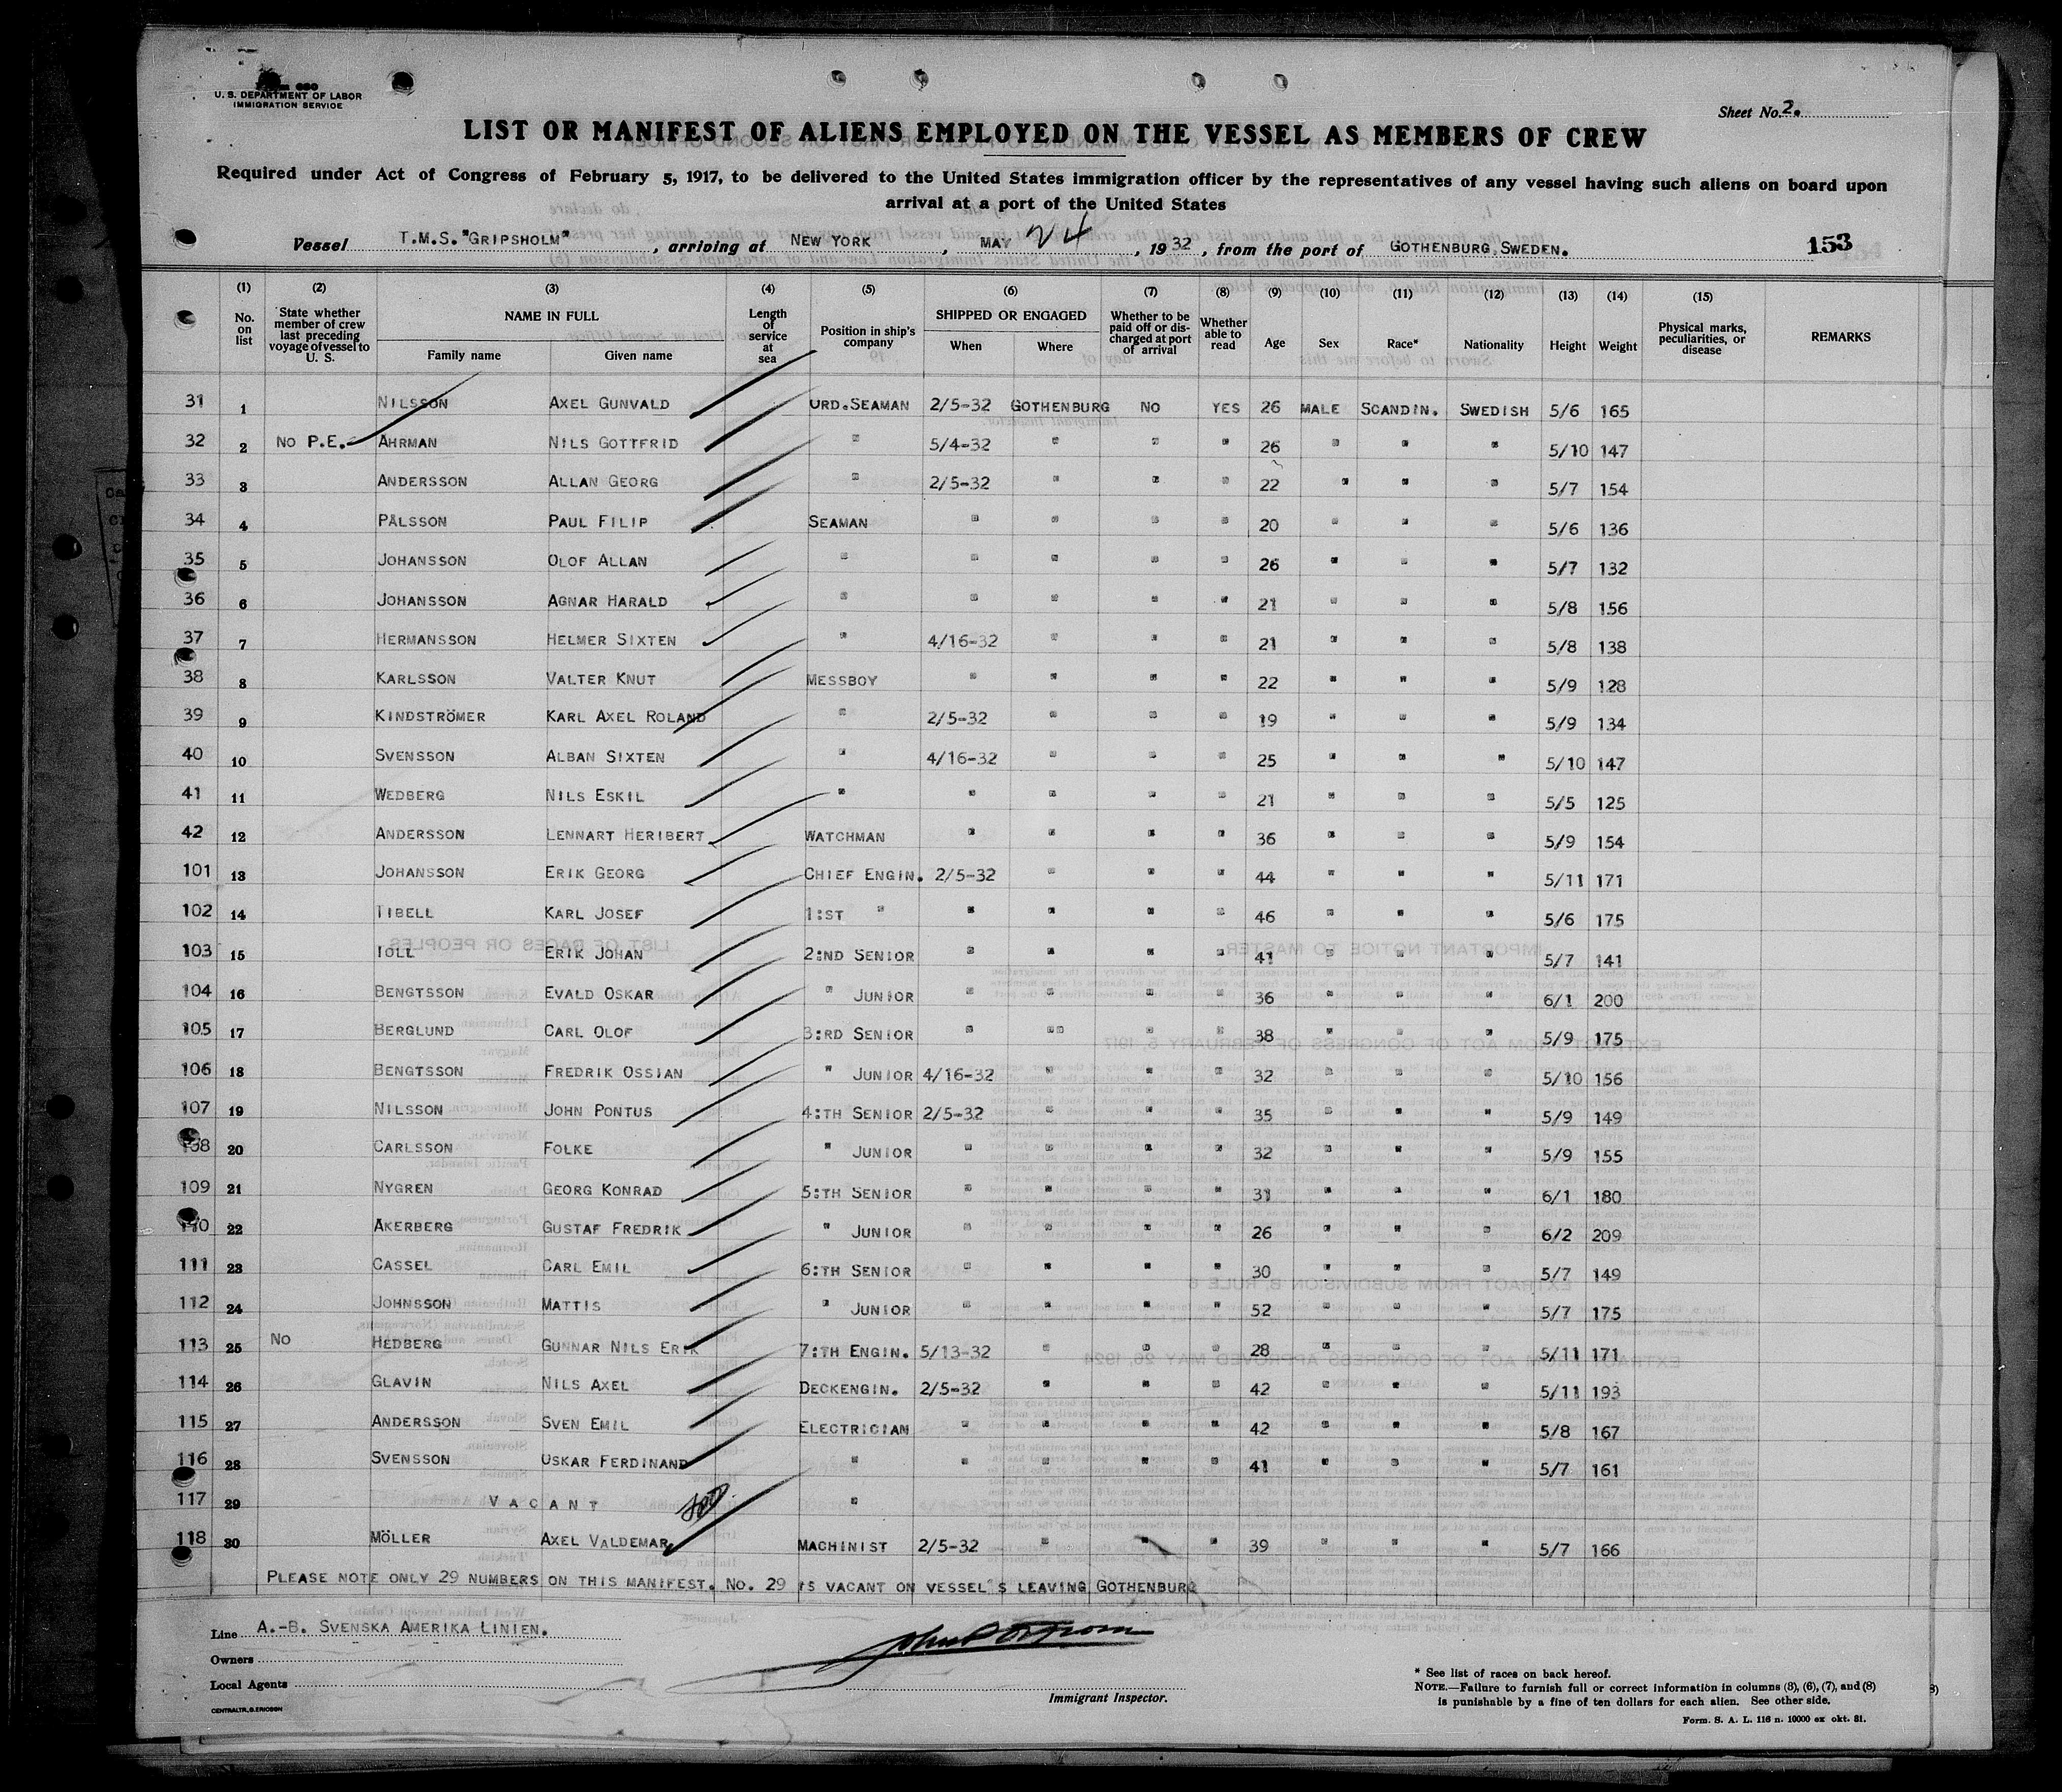 U. S. DEPARTMENT OF LABOR
IMMIGRATION SERVICE
Sheet No. 2.
LIST OR MANIFEST OF ALIENS EMPLOYED ON THE VESSEL AS MEMBERS OF CREW
Required under Act of Congress of February 5, 1917, to be delivered to the United States immigration officer by the representatives of any vessel having such aliens on board upon
arrival at a port of the United States
Vessel T.M.S."GRIPSHOLM", arriving at NEW YORK, MAY 24, 1932, from the port of GOTHENBURG, SWEDEN. 153
(1) No. on list (2) State whether member of crew last preceding voyage of vessel to U. S. (3) NAME IN FULL Family name Given name (4) Length of service at sea (5) Position in ship's company (6) SHIPPED OR ENGAGED When Where (7) Whether to be paid off or discharged at port of arrival (8) Whether able to read (9) Age (10) Sex (11) Race* (12) Nationality (13) Height (14) Weight (15) Physical marks, peculiarities, or disease REMARKS
31 1 NILSSON AXEL GUNVALD ORD.SEAMAN 2/5-32 GOTHENBURG NO YES 26 MALE SCANDIN. SWEDISH 5/6 165
32 2 NO P.E. AHRMAN NILS GOTTFRID " 5/4-32 " " " 26 " " " 5/10 147
33 3 ANDERSSON ALLAN GEORG " 2/5-32 " " " 22 " " " 5/7 154
34 4 PÅLSSON PAUL FILIP SEAMAN " " " " 20 " " " 5/6 136
35 5 JOHANSSON OLOF ALLAN " " " " " 26 " " " 5/7 132
36 6 JOHANSSON AGNAR HARALD " " " " " 21 " " " 5/8 156
37 7 HERMANSSON HELMER SIXTEN " 4/16-32 " " " 21 " " " 5/8 138
38 8 KARLSSON VALTER KNUT MESSBOY " " " " 22 " " " 5/9 128
39 9 KINDSTRÖMER KARL AXEL ROLAND " 2/5-32 " " " 19 " " " 5/9 134
40 10 SVENSSON ALBAN SIXTEN " 4/16-32 " " " 25 " " " 5/10 147
41 11 WEDBERG NILS ESKIL " " " " " 21 " " " 5/5 125
42 12 ANDERSSON LENNART HERIBERT WATCHMAN " " " " 36 " " " 5/9 154
101 13 JOHANSSON ERIK GEORG CHIEF ENGIN. 2/5-32 " " " 44 " " " 5/11 171
102 14 TIBELL KARL JOSEF 1:ST " " " " " 46 " " " 5/6 175
103 15 TOLL ERIK JOHAN 2:ND SENIOR " " " " 41 " " " 5/7 141
104 16 BENGTSSON EVALD OSKAR " JUNIOR " " " " 36 " " " 6/1 200
105 17 BERGLUND CARL OLOF 3:RD SENIOR " "" " " 38 " " " 5/9 175
106 18 BENGTSSON FREDRIK OSSIAN " JUNIOR 4/16-32 " " " 32 " " " 5/10 156
107 19 NILSSON JOHN PONTUS 4:TH SENIOR 2/5-32 " " " 35 " " " 5/9 149
108 20 CARLSSON FOLKE " JUNIOR " " " " 32 " " " 5/9 155
109 21 NYGREN GEORG KONRAD 5:TH SENIOR " " " " 31 " " " 6/1 180
110 22 ÅKERBERG GUSTAF FREDRIK " JUNIOR " " " " 26 " " " 6/2 209
111 23 CASSEL CARL EMIL 6:TH SENIOR " " " " 30 " " " 5/7 149
112 24 JOHNSSON MATTIS " JUNIOR " " " " 52 " " " 5/7 175
113 25 NO HEDBERG GUNNAR NILS ERIK 7:TH ENGIN. 5/13-32 " " " 28 " " " 5/11 171
114 26 GLAVIN NILS AXEL DECKENGIN. 2/5-32 " " " 42 " " " 5/11 193
115 27 ANDERSSON SVEN EMIL ELECTRICIAN " " " " 42 " " " 5/8 167
116 28 SVENSSON OSKAR FERDINAND " " " " " 41 " " " 5/7 161
117 29 VACANT "
118 30 MÖLLER AXEL VALDEMAR MACHINIST 2/5-32 " " " 39 " " " 5/7 166
PLEASE NOTE ONLY 29 NUMBERS ON THIS MANIFEST. NO. 29 IS VACANT ON VESSEL'S LEAVING GOTHENBURG
Line A.-B. SVENSKA AMERIKA LINIEN.
Owners
Local Agents
Immigrant Inspector.
CENTRALTR., G. ERICSON
* See list of races on back hereof.
NOTE.—Failure to furnish full or correct information in columns (3), (6), (7), and (8)
is punishable by a fine of ten dollars for each alien. See other side.
Form. S. A. L. 116 n. 10000 ex okt. 31.